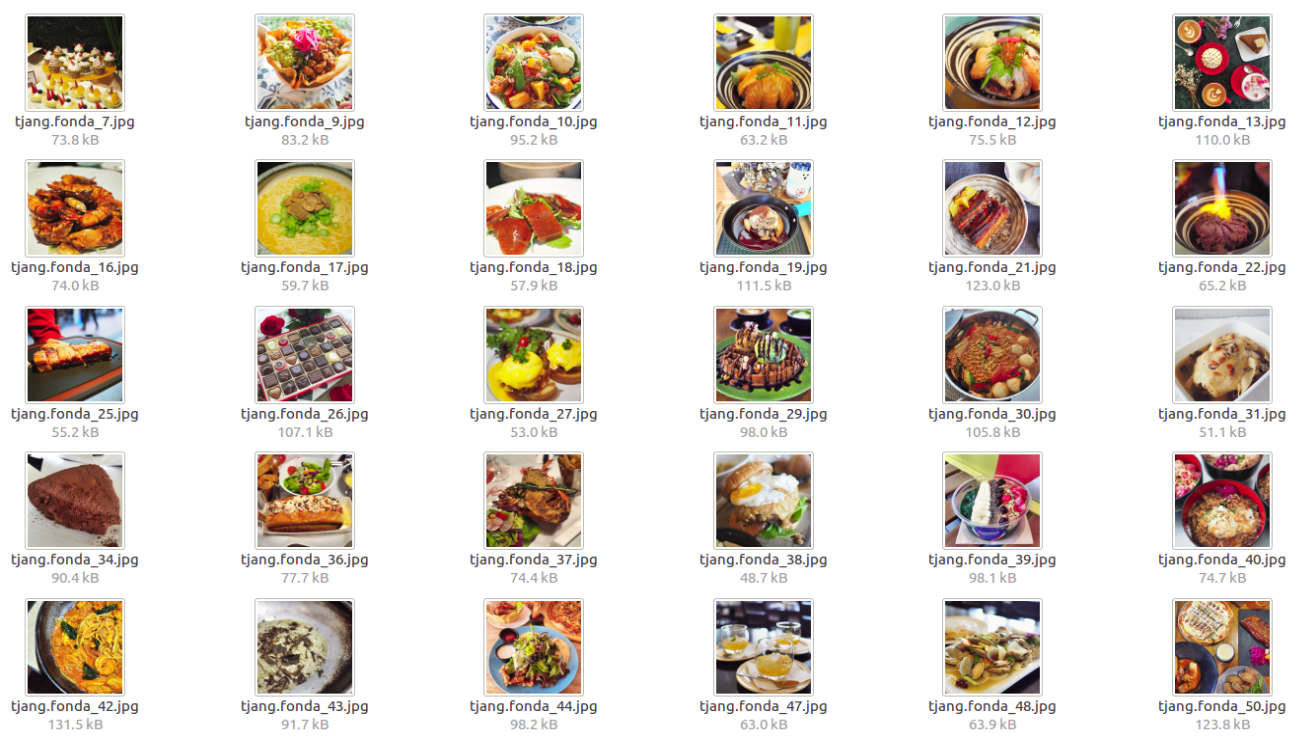 tjang.fonda_7.jpg tjang.fonda_9.jpg tjang.fonda_10.jpg tjang.fonda_11.jpg tjang.fonda_12.jpg tjang.fonda_13.jpg
73.8 kB 83.2 kB 95.2 kB 63.2 kB 75.5 kB 110.0 kB
tjang.fonda_16.jpg tjang.fonda_17.jpg tjang.fonda_18.jpg tjang.fonda_19.jpg tjang.fonda_21.jpg tjang.fonda_22.jpg
74.0 kB 59.7 kB 57.9 kB 111.5 kB 123.0 kB 65.2 kB
tjang.fonda_25.jpg tjang.fonda_26.jpg tjang.fonda_27.jpg tjang.fonda_29.jpg tjang.fonda_30.jpg tjang.fonda_31.jpg
55.2 kB 107.1 kB 53.0 kB 98.0 kB 105.8 kB 51.1 kB
tjang.fonda_34.jpg tjang.fonda_36.jpg tjang.fonda_37.jpg tjang.fonda_38.jpg tjang.fonda_39.jpg tjang.fonda_40.jpg
90.4 kB 77.7 kB 74.4 kB 48.7 kB 98.1 kB 74.7 kB
tjang.fonda_42.jpg tjang.fonda_43.jpg tjang.fonda_44.jpg tjang.fonda_47.jpg tjang.fonda_48.jpg tjang.fonda_50.jpg
131.5 kB 91.7 kB 98.2 kB 63.0 kB 63.9 kB 123.8 kB